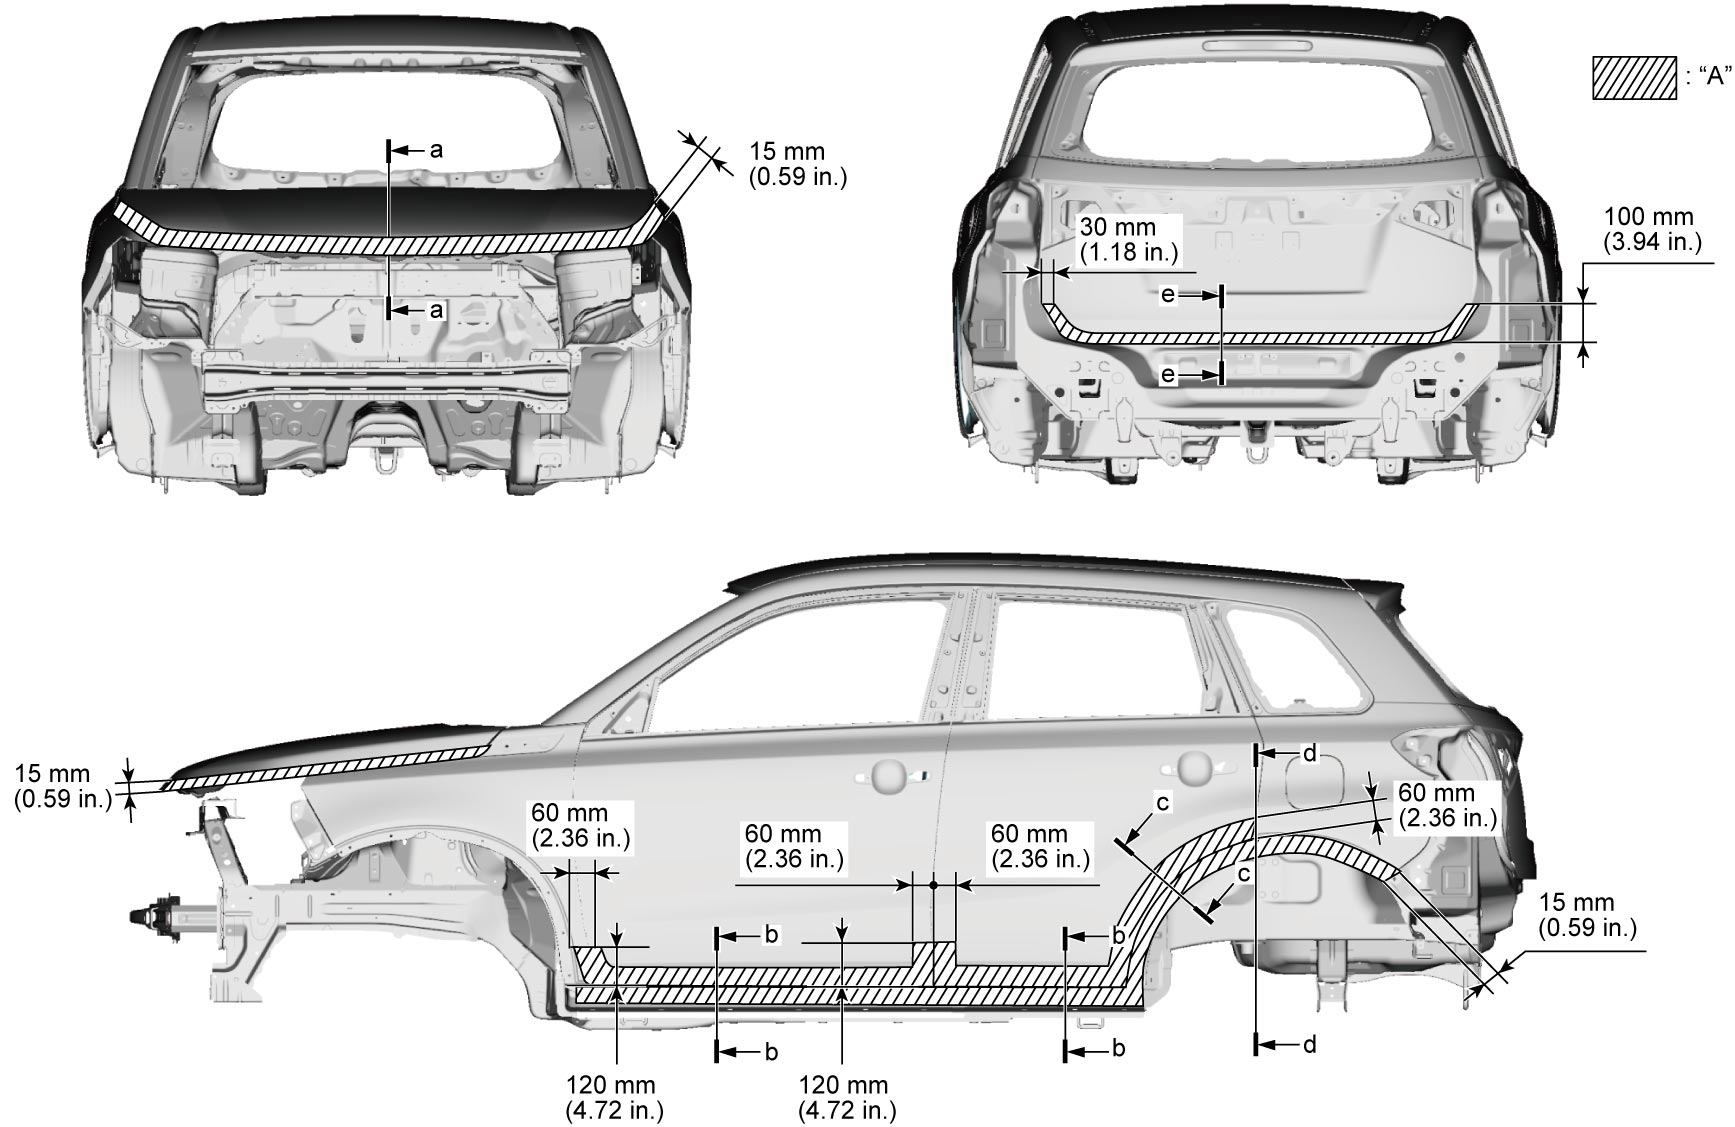 a
15 mm
(0.59 in.)
a
: “A”
30 mm
(1.18 in.)
100 mm
(3.94 in.)
e
e
15 mm
(0.59 in.)
60 mm
(2.36 in.)
60 mm
(2.36 in.)
60 mm
(2.36 in.)
c
d
60 mm
(2.36 in.)
c
15 mm
(0.59 in.)
b
b
b
b
d
120 mm
(4.72 in.)
120 mm
(4.72 in.)